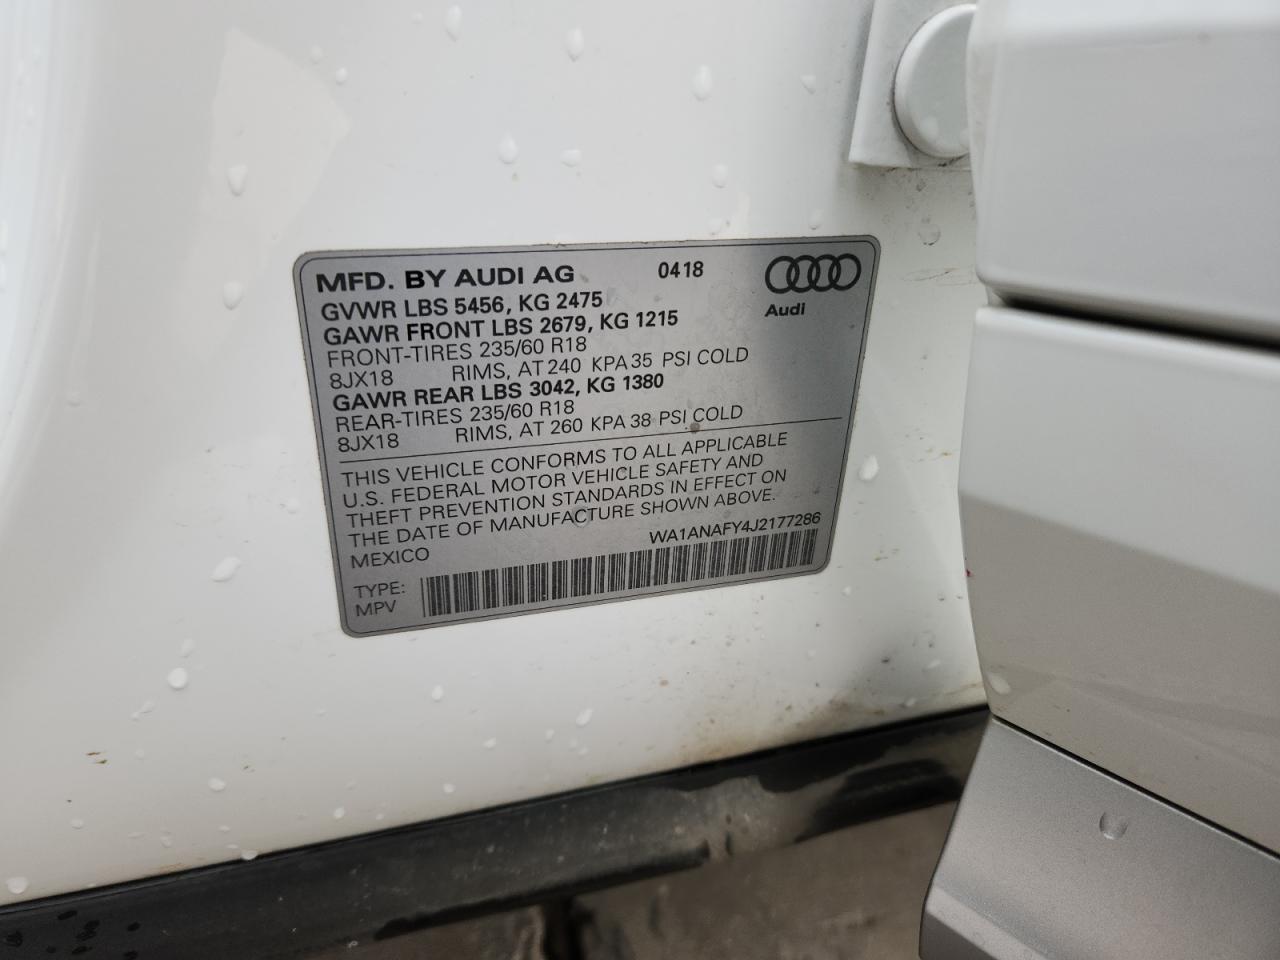 MFD. BY AUDI AG 0418
Audi
GVWR LBS 5456, KG 2475
GAWR FRONT LBS 2679, KG 1215
FRONT-TIRES 235/60 R18
8JX18 RIMS, AT 240 KPA 35 PSI COLD
GAWR REAR LBS 3042, KG 1380
REAR-TIRES 235/60 R18
8JX18 RIMS, AT 260 KPA 38 PSI COLD
THIS VEHICLE CONFORMS TO ALL APPLICABLE
U.S. FEDERAL MOTOR VEHICLE SAFETY AND
THEFT PREVENTION STANDARDS IN EFFECT ON
THE DATE OF MANUFACTURE SHOWN ABOVE.
MEXICO WA1ANAFY4J2177286
TYPE:
MPV